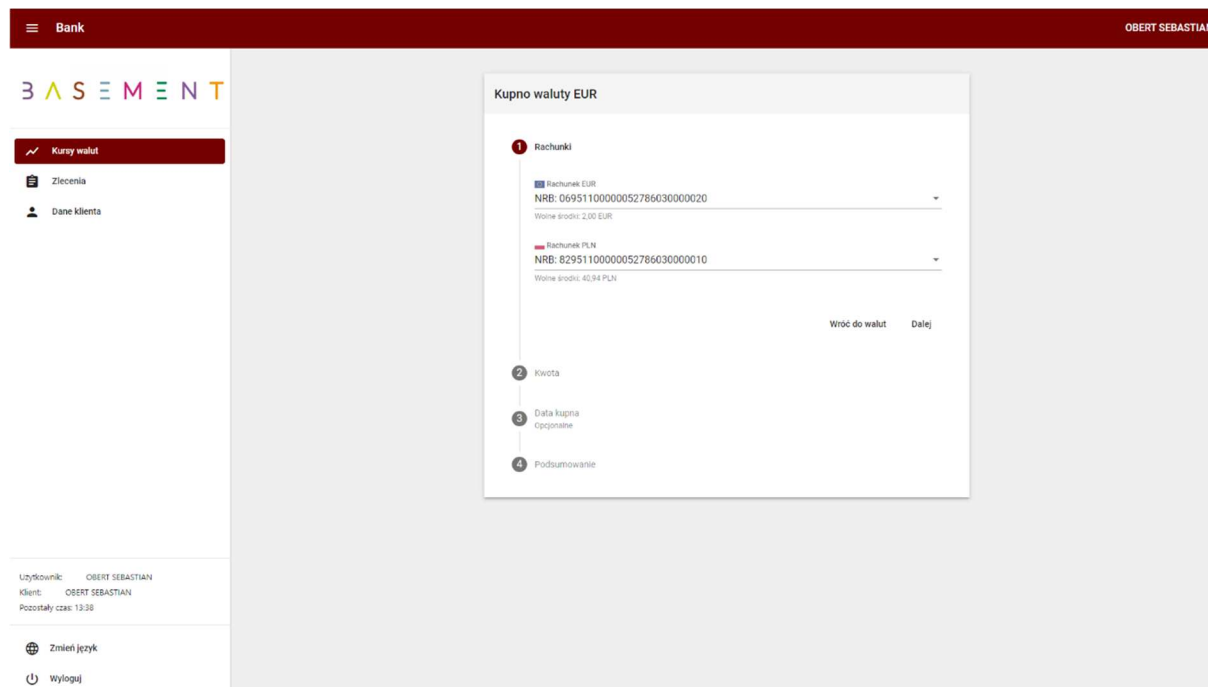 Bank
OBERT SEBASTIAN
BASEMENT
Kursy walut
Zlecenia
Dane klienta
Kupno waluty EUR
1 Rachunki
Rachunek EUR
NRB: 06951100000052786030000020
Wolne środki: 2,00 EUR
Rachunek PLN
NRB: 82951100000052786030000010
Wolne środki: 40,94 PLN
Wróć do walut Dalej
2 Kwota
3 Data kupna
Opcjonalne
4 Podsumowanie
Użytkownik: OBERT SEBASTIAN
Klient: OBERT SEBASTIAN
Pozostały czas: 13:38
Zmień język
Wyloguj